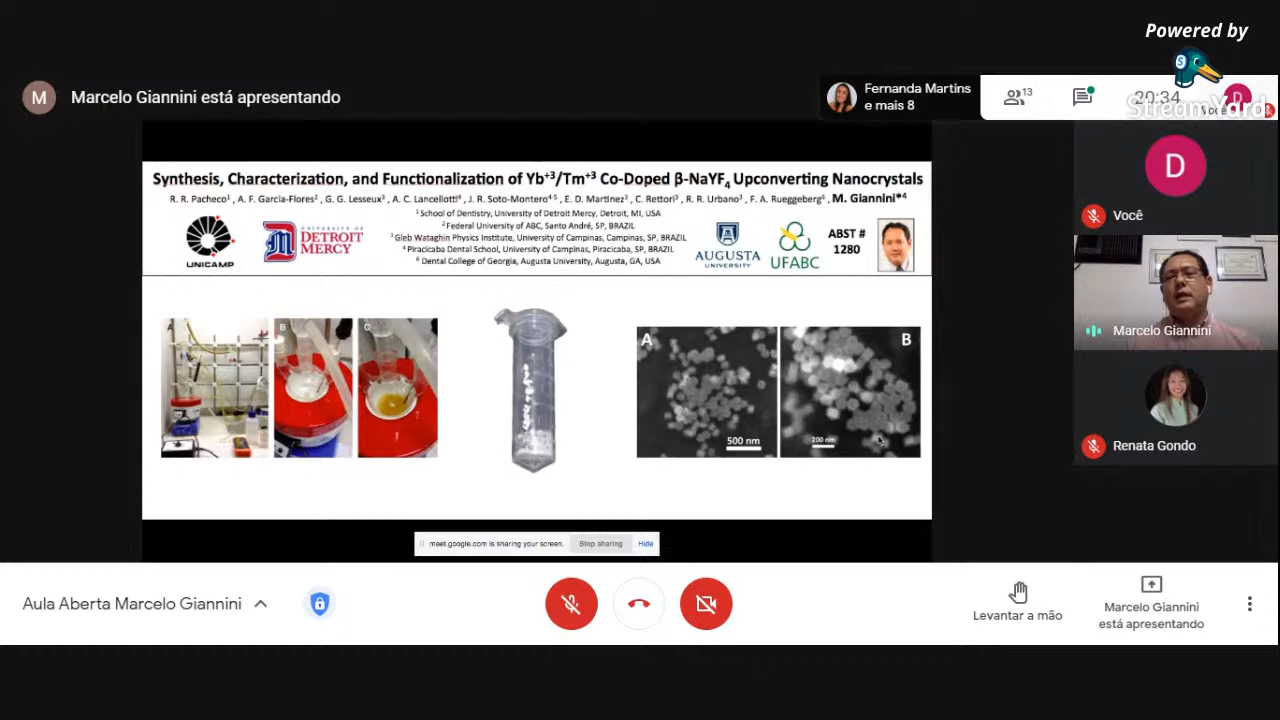 Powered by
StreamYard
M
Marcelo Giannini está apresentando
Fernanda Martins
e mais 8
13
20:34
D
Você
Synthesis, Characterization, and Functionalization of Yb+3/Tm+3 Co-Doped β-NaYF4 Upconverting Nanocrystals
R. R. Pacheco1, A. F. Garcia-Flores2, G. G. Lesseux3, A. C. Lancellotti4, J. R. Soto-Montero4-5, E. D. Martinez3, C. Rettori3, R. R. Urbano3, F. A. Rueggeberg6, M. Giannini*4
1 School of Dentistry, University of Detroit Mercy, Detroit, MI, USA
2 Federal University of ABC, Santo André, SP, BRAZIL
3 Gleb Wataghin Physics Institute, University of Campinas, Campinas, SP, BRAZIL
4 Piracicaba Dental School, University of Campinas, Piracicaba, SP, BRAZIL
6 Dental College of Georgia, Augusta University, Augusta, GA, USA
UNICAMP
UNIVERSITY OF
DETROIT
MERCY
AUGUSTA
UNIVERSITY
UFABC
ABST #
1280
A
B
C
A
500 nm
B
200 nm
D
Você
Marcelo Giannini
Renata Gondo
meet.google.com is sharing your screen.
Stop sharing
Hide
Aula Aberta Marcelo Giannini
Levantar a mão
Marcelo Giannini
está apresentando